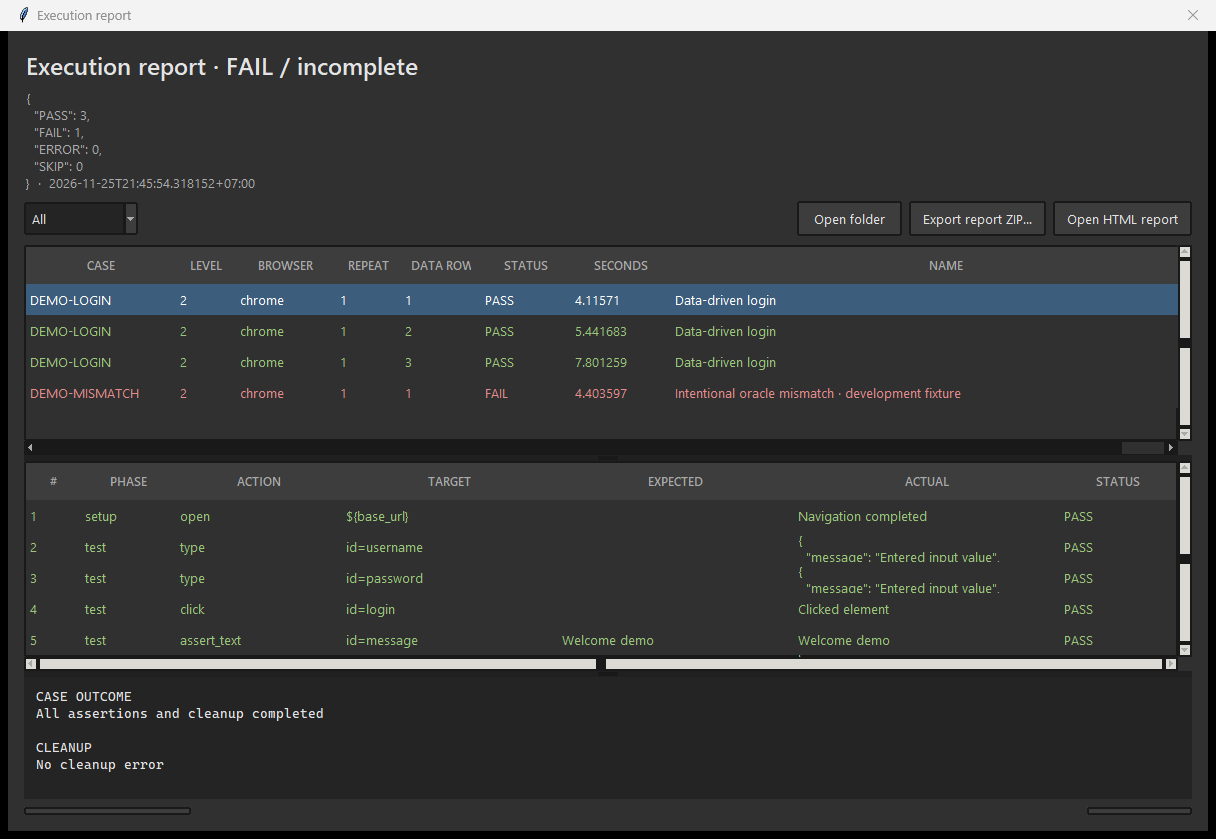 Execution report
Execution report · FAIL / incomplete
{
"PASS": 3,
"FAIL": 1,
"ERROR": 0,
"SKIP": 0
} · 2026-11-25T21:45:54.318152+07:00
All Open folder Export report ZIP... Open HTML report
CASE LEVEL BROWSER REPEAT DATA ROW STATUS SECONDS NAME
DEMO-LOGIN 2 chrome 1 1 PASS 4.11571 Data-driven login
DEMO-LOGIN 2 chrome 1 2 PASS 5.441683 Data-driven login
DEMO-LOGIN 2 chrome 1 3 PASS 7.801259 Data-driven login
DEMO-MISMATCH 2 chrome 1 1 FAIL 4.403597 Intentional oracle mismatch · development fixture
# PHASE ACTION TARGET EXPECTED ACTUAL STATUS
1 setup open ${base_url} Navigation completed PASS
2 test type id=username { "message": "Entered input value", PASS
3 test type id=password { "message": "Entered input value", PASS
4 test click id=login Clicked element PASS
5 test assert_text id=message Welcome demo Welcome demo PASS
CASE OUTCOME
All assertions and cleanup completed
CLEANUP
No cleanup error